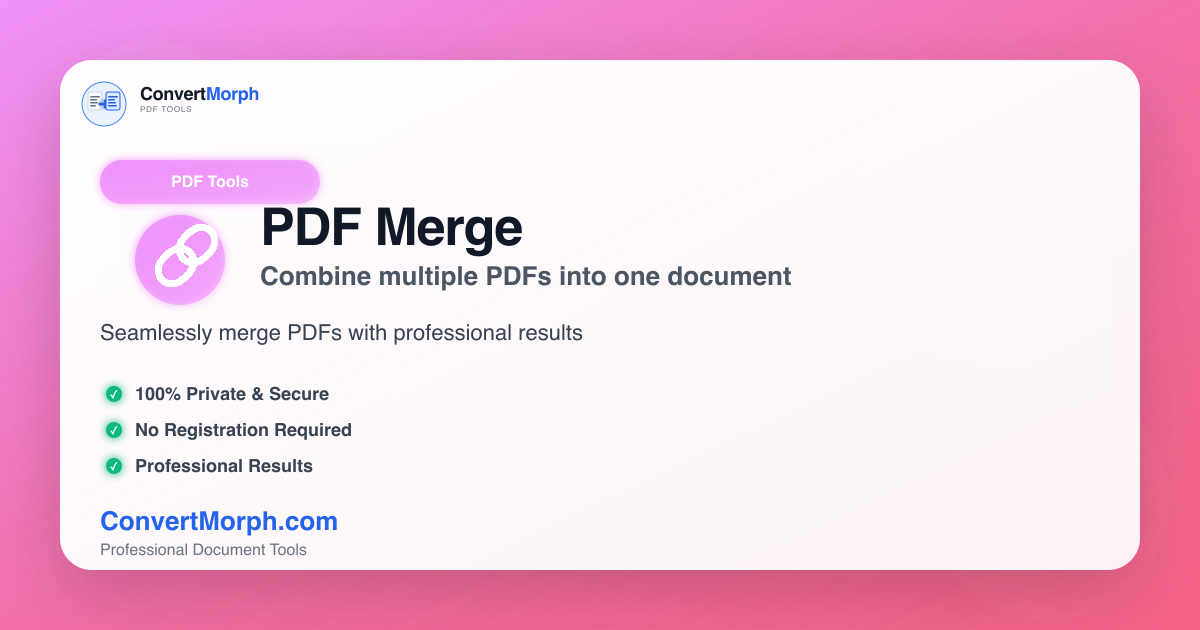 ConvertMorph
PDF TOOLS
PDF Tools
PDF Merge
Combine multiple PDFs into one document
Seamlessly merge PDFs with professional results
100% Private & Secure
No Registration Required
Professional Results
ConvertMorph.com
Professional Document Tools